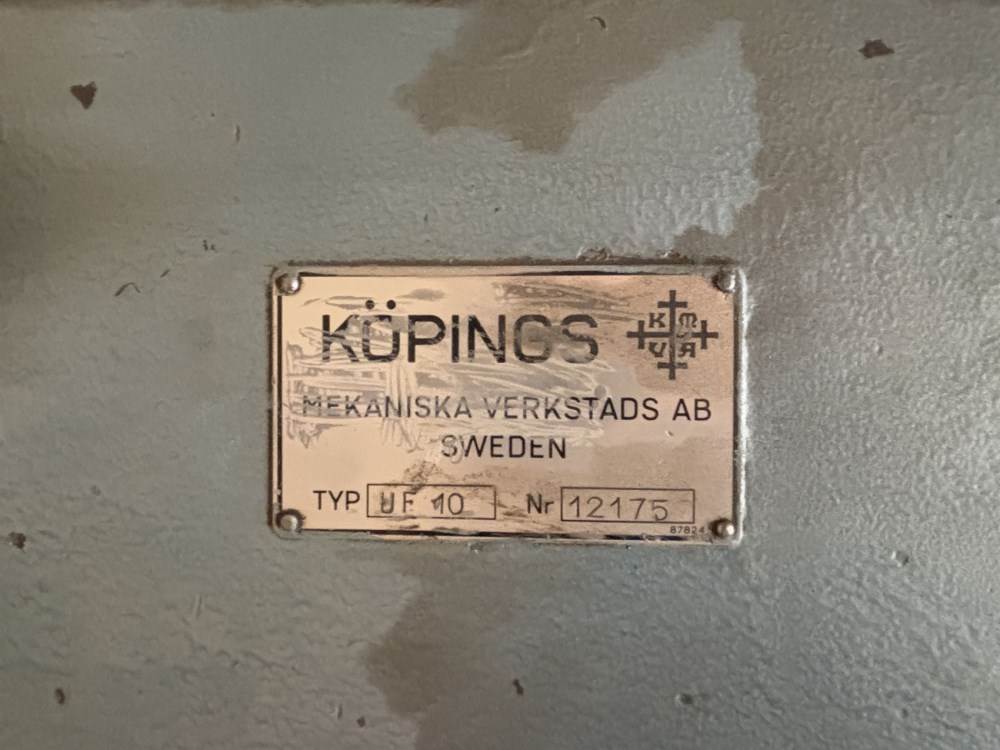 KÖPINGS
K M
V A
MEKANISKA VERKSTADS AB
SWEDEN
TYP UF 10 Nr 12175
87824